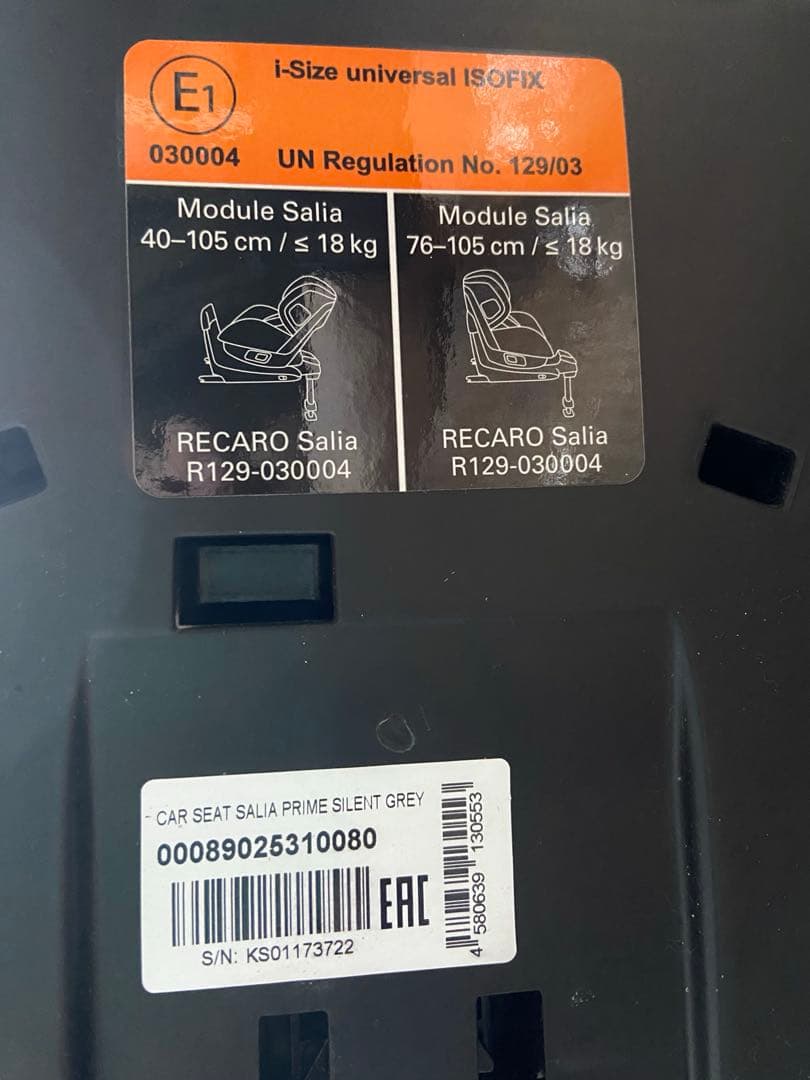 E1
i-Size universal ISOFIX
030004 UN Regulation No. 129/03
Module Salia
40–105 cm / ≤ 18 kg
RECARO Salia
R129-030004
Module Salia
76–105 cm / ≤ 18 kg
RECARO Salia
R129-030004
CAR SEAT SALIA PRIME SILENT GREY
00089025310080
EAC
S/N: KS01173722
4 580639 130553